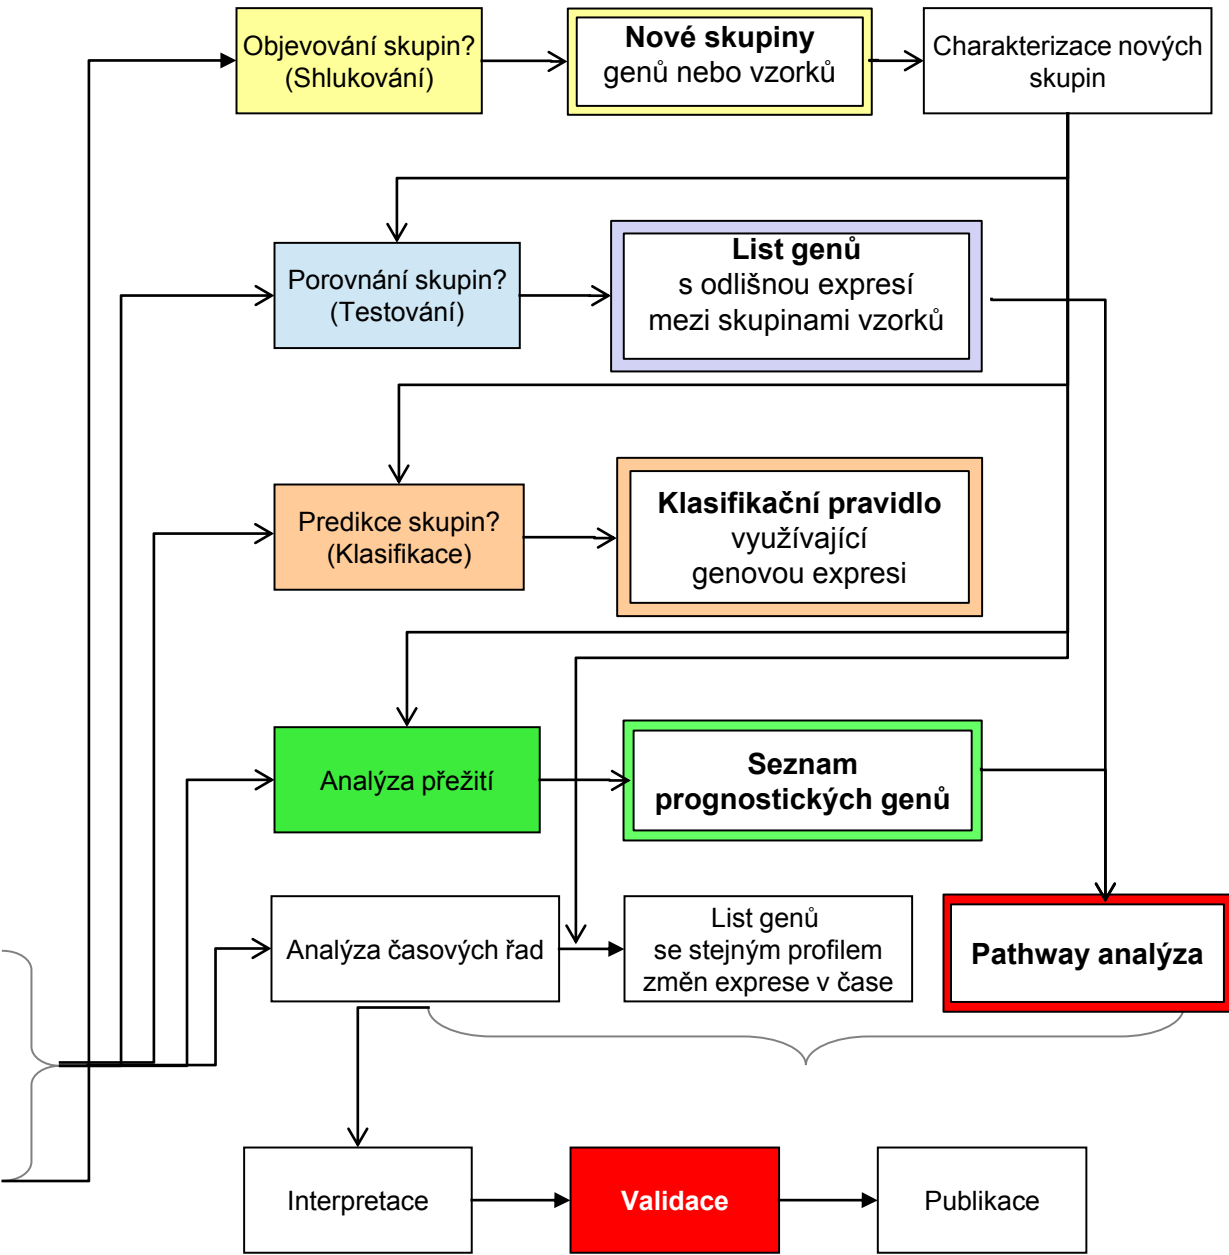 Objevování skupin?
(Shlukování)
Nové skupiny
genů nebo vzorků
Charakterizace nových
skupin
Porovnání skupin?
(Testování)
List genů
s odlišnou expresí
mezi skupinami vzorků
Predikce skupin?
(Klasifikace)
Klasifikační pravidlo
využívající
genovou expresi
Analýza přežití
Seznam
prognostických genů
Analýza časových řad
List genů
se stejným profilem
změn exprese v čase
Pathway analýza
Interpretace
Validace
Publikace